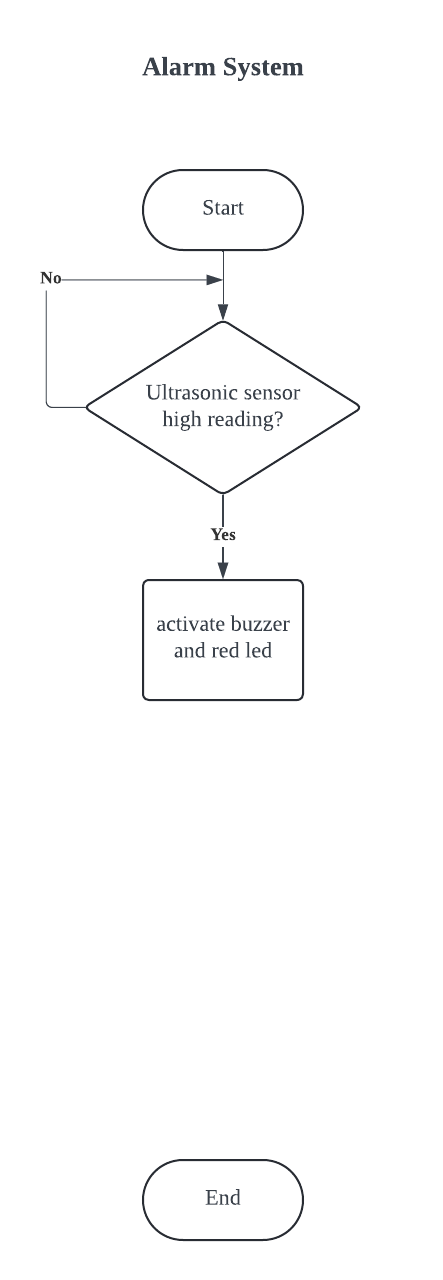 Alarm System
Start
No
Ultrasonic sensor
high reading?
Yes
activate buzzer
and red led
End